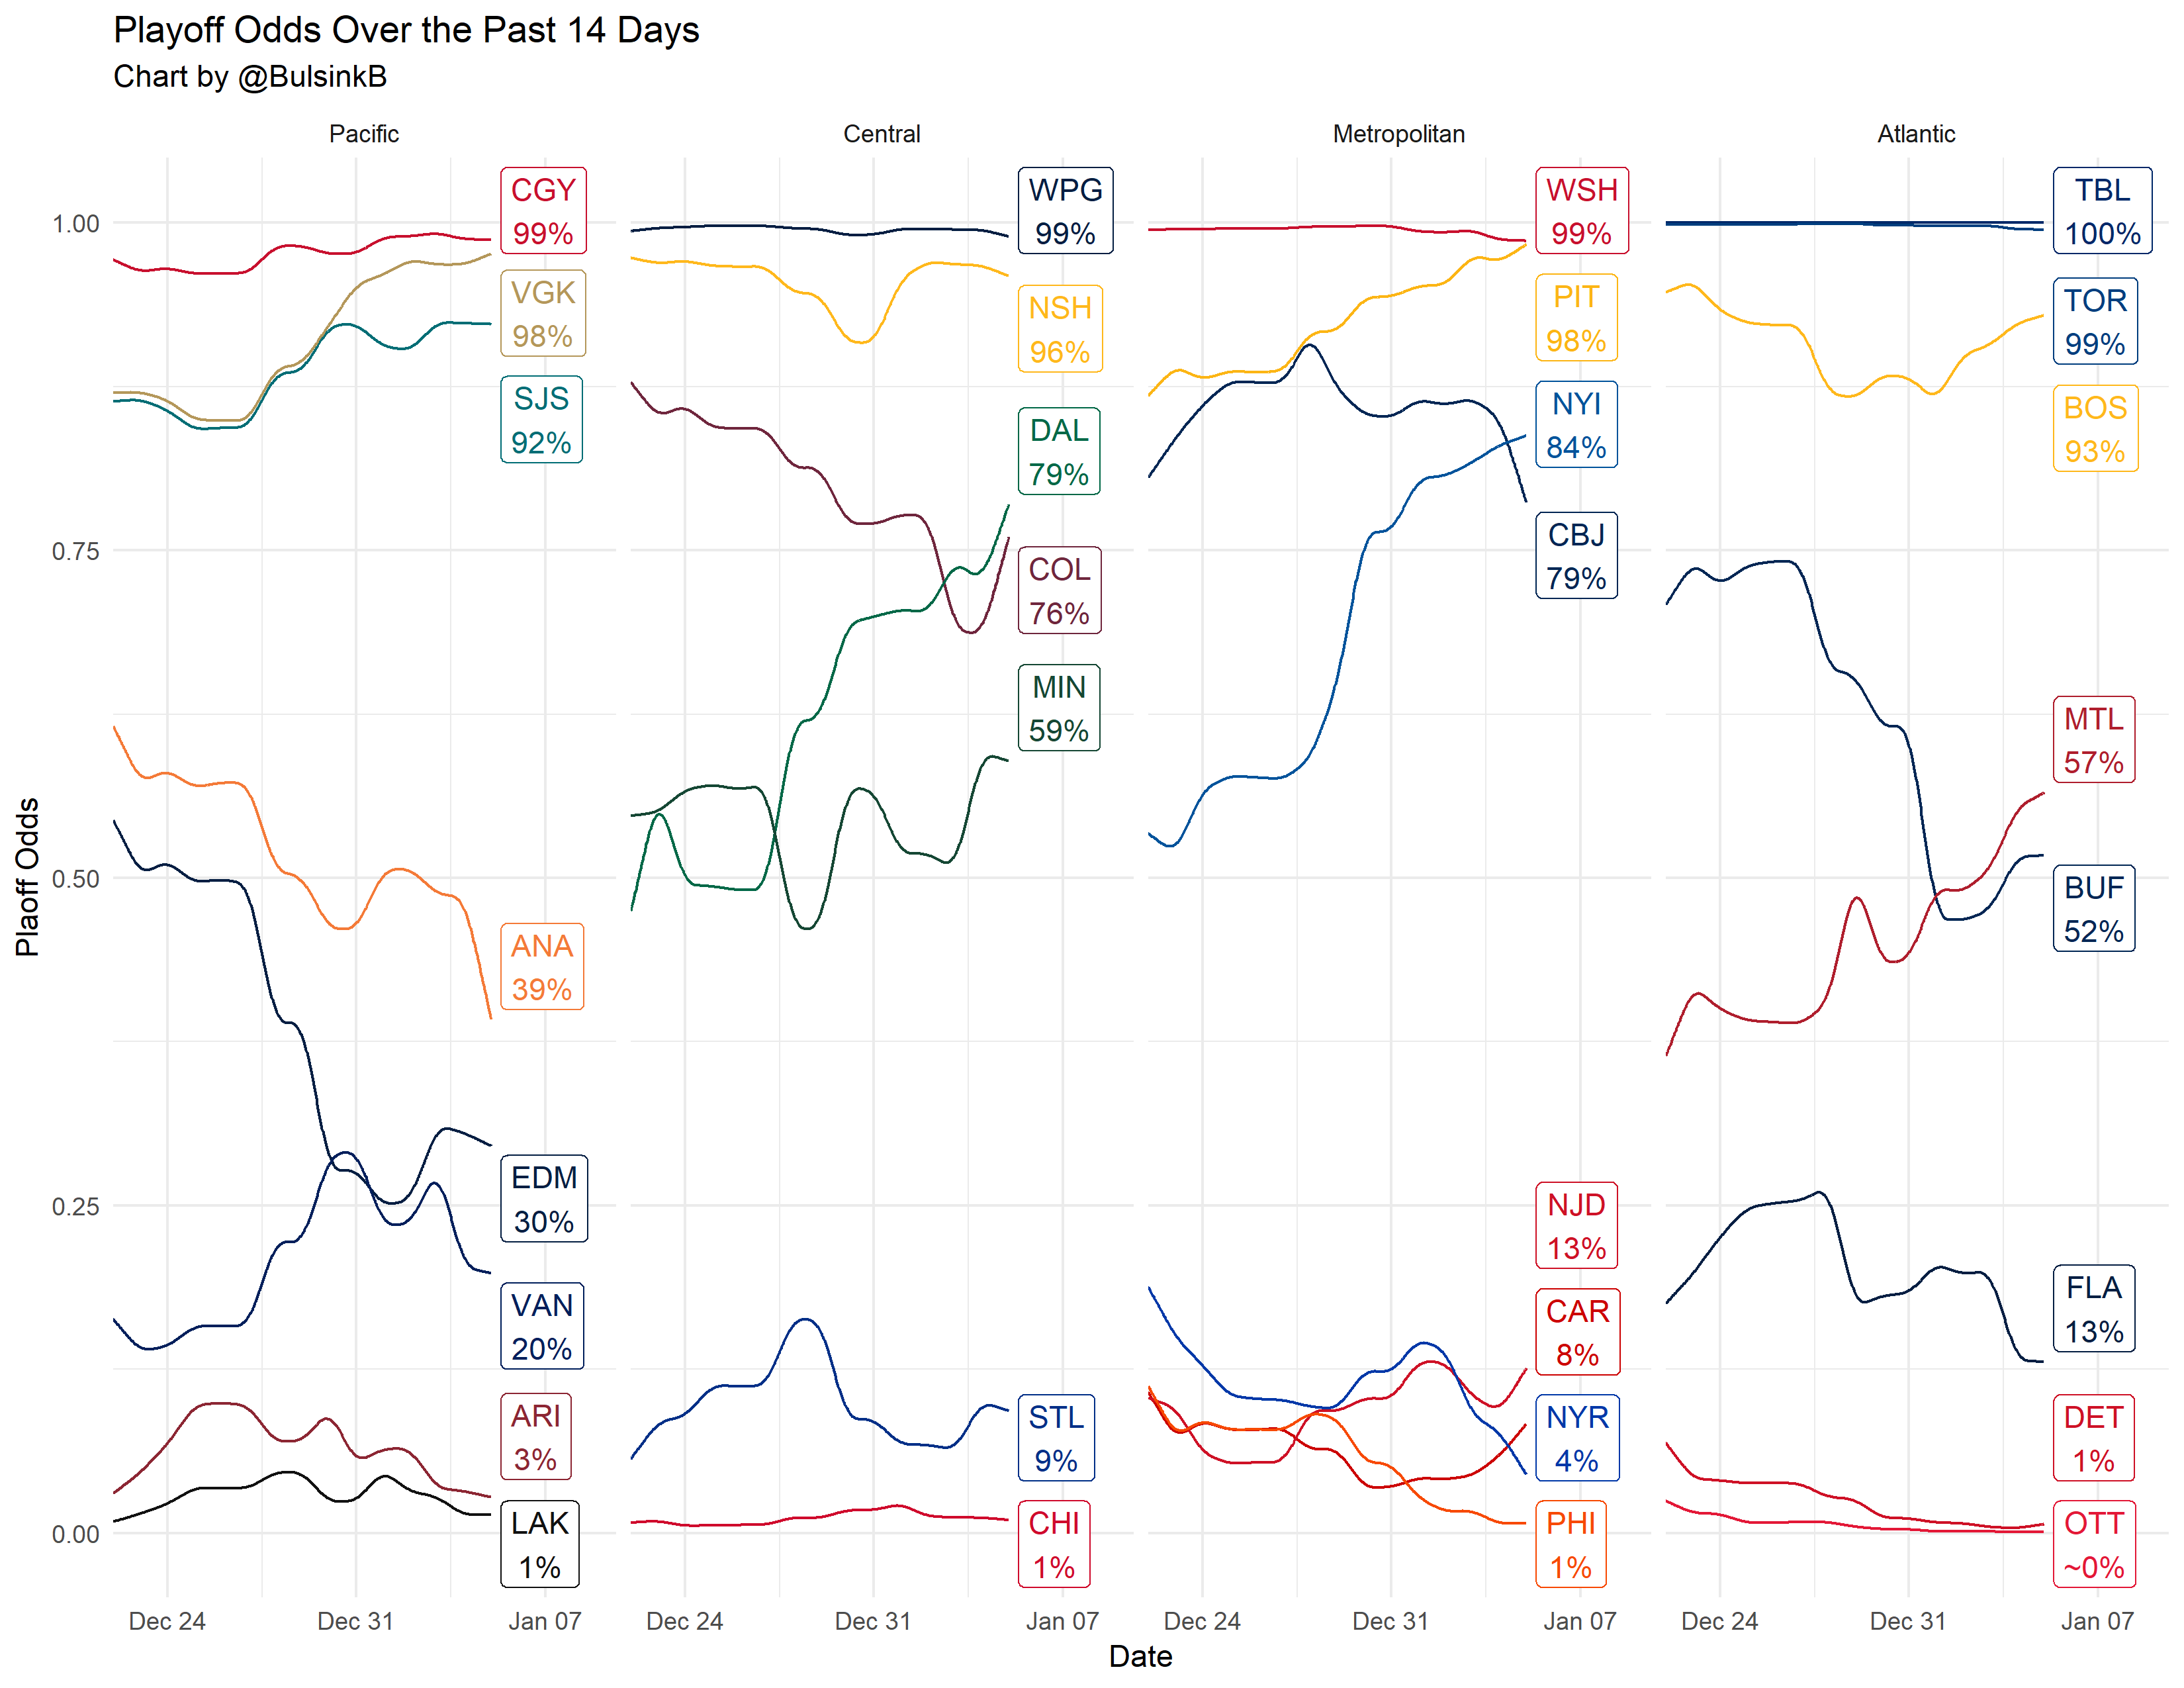 Playoff Odds Over the Past 14 Days
Chart by @BulsinkB
Pacific
Central
Metropolitan
Atlantic
Plaoff Odds
1.00
0.75
0.50
0.25
0.00
CGY
99%
VGK
98%
SJS
92%
ANA
39%
EDM
30%
VAN
20%
ARI
3%
LAK
1%
WPG
99%
NSH
96%
DAL
79%
COL
76%
MIN
59%
STL
9%
CHI
1%
WSH
99%
PIT
98%
NYI
84%
CBJ
79%
NJD
13%
CAR
8%
NYR
4%
PHI
1%
TBL
100%
TOR
99%
BOS
93%
MTL
57%
BUF
52%
FLA
13%
DET
1%
OTT
~0%
Dec 24
Dec 31
Jan 07
Dec 24
Dec 31
Jan 07
Dec 24
Dec 31
Jan 07
Dec 24
Dec 31
Jan 07
Date